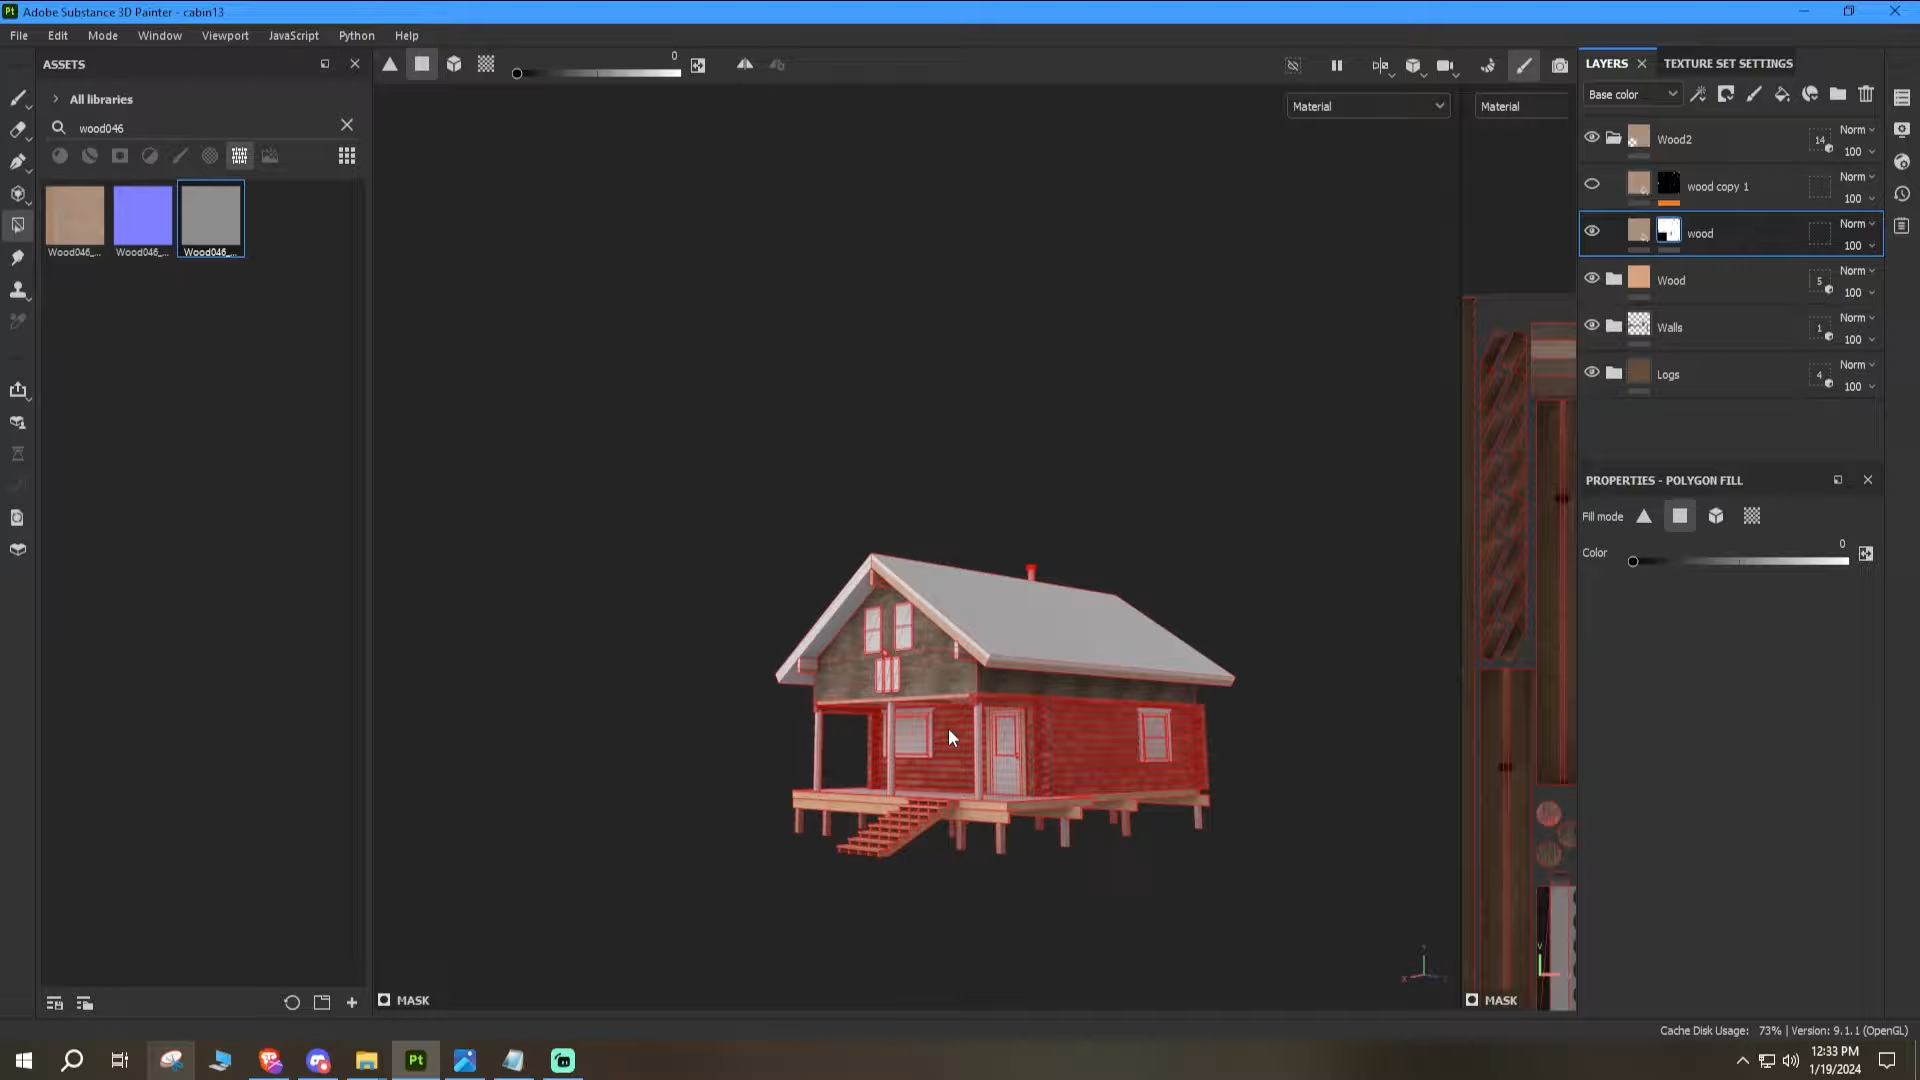 Pt Adobe Substance 3D Painter - cabin13
File Edit Mode Window Viewport JavaScript Python Help
ASSETS
All libraries
wood046
Wood046_... Wood046_... Wood046_...
0
Material
Material
MASK
MASK
LAYERS TEXTURE SET SETTINGS
Base color
Wood2 14 Norm 100
wood copy 1 Norm 100
wood Norm 100
Wood 5 Norm 100
Walls 1 Norm 100
Logs 4 Norm 100
PROPERTIES - POLYGON FILL
Fill mode
Color 0
Cache Disk Usage: 73% | Version: 9.1.1 (OpenGL)
Pt
12:33 PM
1/19/2024